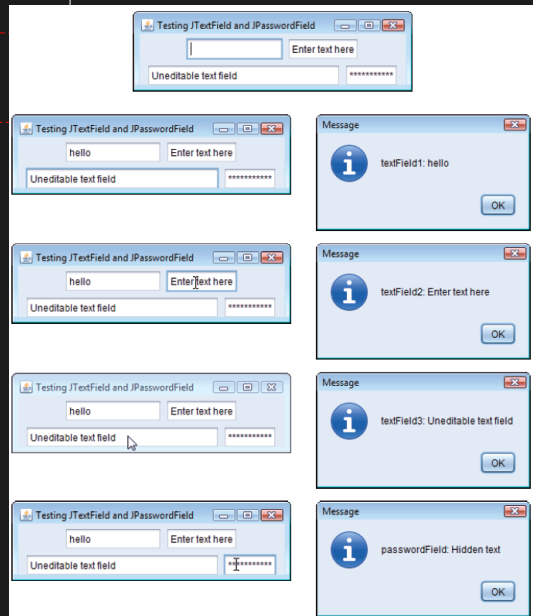 Testing JTextField and JPasswordField
Enter text here
Uneditable text field ***********
Testing JTextField and JPasswordField
hello Enter text here
Uneditable text field ***********
Message
textField1: hello
OK
Testing JTextField and JPasswordField
hello Enter text here
Uneditable text field ***********
Message
textField2: Enter text here
OK
Testing JTextField and JPasswordField
hello Enter text here
Uneditable text field ***********
Message
textField3: Uneditable text field
OK
Testing JTextField and JPasswordField
hello Enter text here
Uneditable text field ***********
Message
passwordField: Hidden text
OK